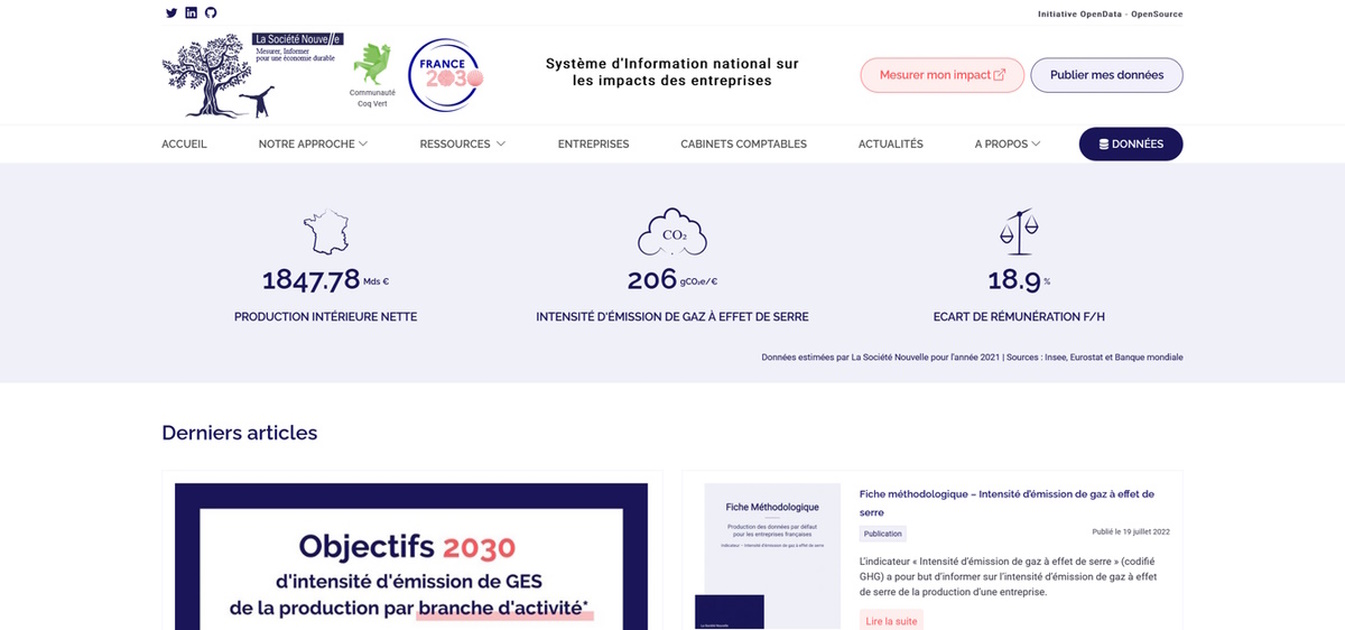 Initiative OpenData - OpenSource
La Société Nouvelle
Mesurer, Informer
pour une économie durable
Communauté
Coq Vert
FRANCE
2030
Système d'Information national sur
les impacts des entreprises
Mesurer mon impact
Publier mes données
ACCUEIL NOTRE APPROCHE RESSOURCES ENTREPRISES CABINETS COMPTABLES ACTUALITÉS A PROPOS DONNÉES
CO₂
1847.78 Mds €
PRODUCTION INTÉRIEURE NETTE
206 gCO₂e/€
INTENSITÉ D'ÉMISSION DE GAZ À EFFET DE SERRE
18.9 %
ECART DE RÉMUNÉRATION F/H
Données estimées par La Société Nouvelle pour l'année 2021 | Sources : Insee, Eurostat et Banque mondiale
Derniers articles
Objectifs 2030
d'intensité d'émission de GES
de la production par branche d'activité*
Fiche Méthodologique
Production des données par défaut
pour les entreprises françaises
Indicateur – Intensité d'émission de gaz à effet de serre
La Société Nouvelle
Fiche méthodologique – Intensité d'émission de gaz à effet de
serre
Publication
Publié le 19 juillet 2022
L'indicateur « Intensité d'émission de gaz à effet de serre » (codifié
GHG) a pour but d'informer sur l'intensité d'émission de gaz à effet
de serre de la production d'une entreprise.
Lire la suite